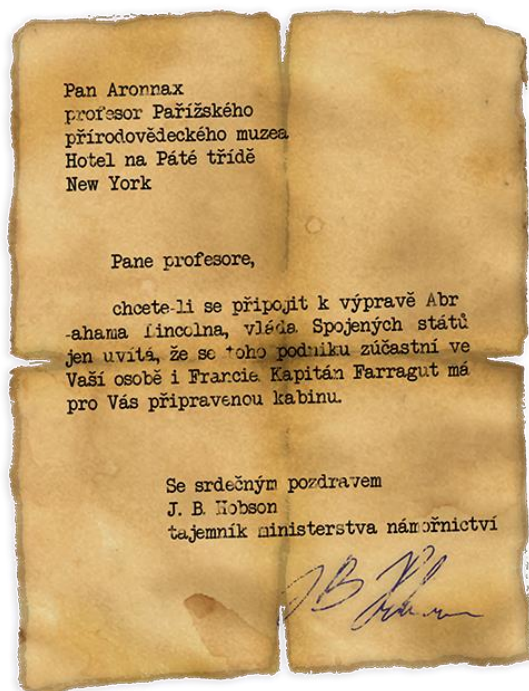 Pan Aronnax
profesor Pařížského
přírodovědeckého muzea
Hotel na Páté třídě
New York
Pane profesore,
chcete-li se připojit k výpravě Abr
-ahama Lincolna, vláda Spojených států
jen uvítá, že se toho podniku zúčastní ve
Vaší osobě i Francie. Kapitán Farragut má
pro Vás připravenou kabinu.
Se srdečným pozdravem
J. B. Hobson
tajemník ministerstva námořnictví